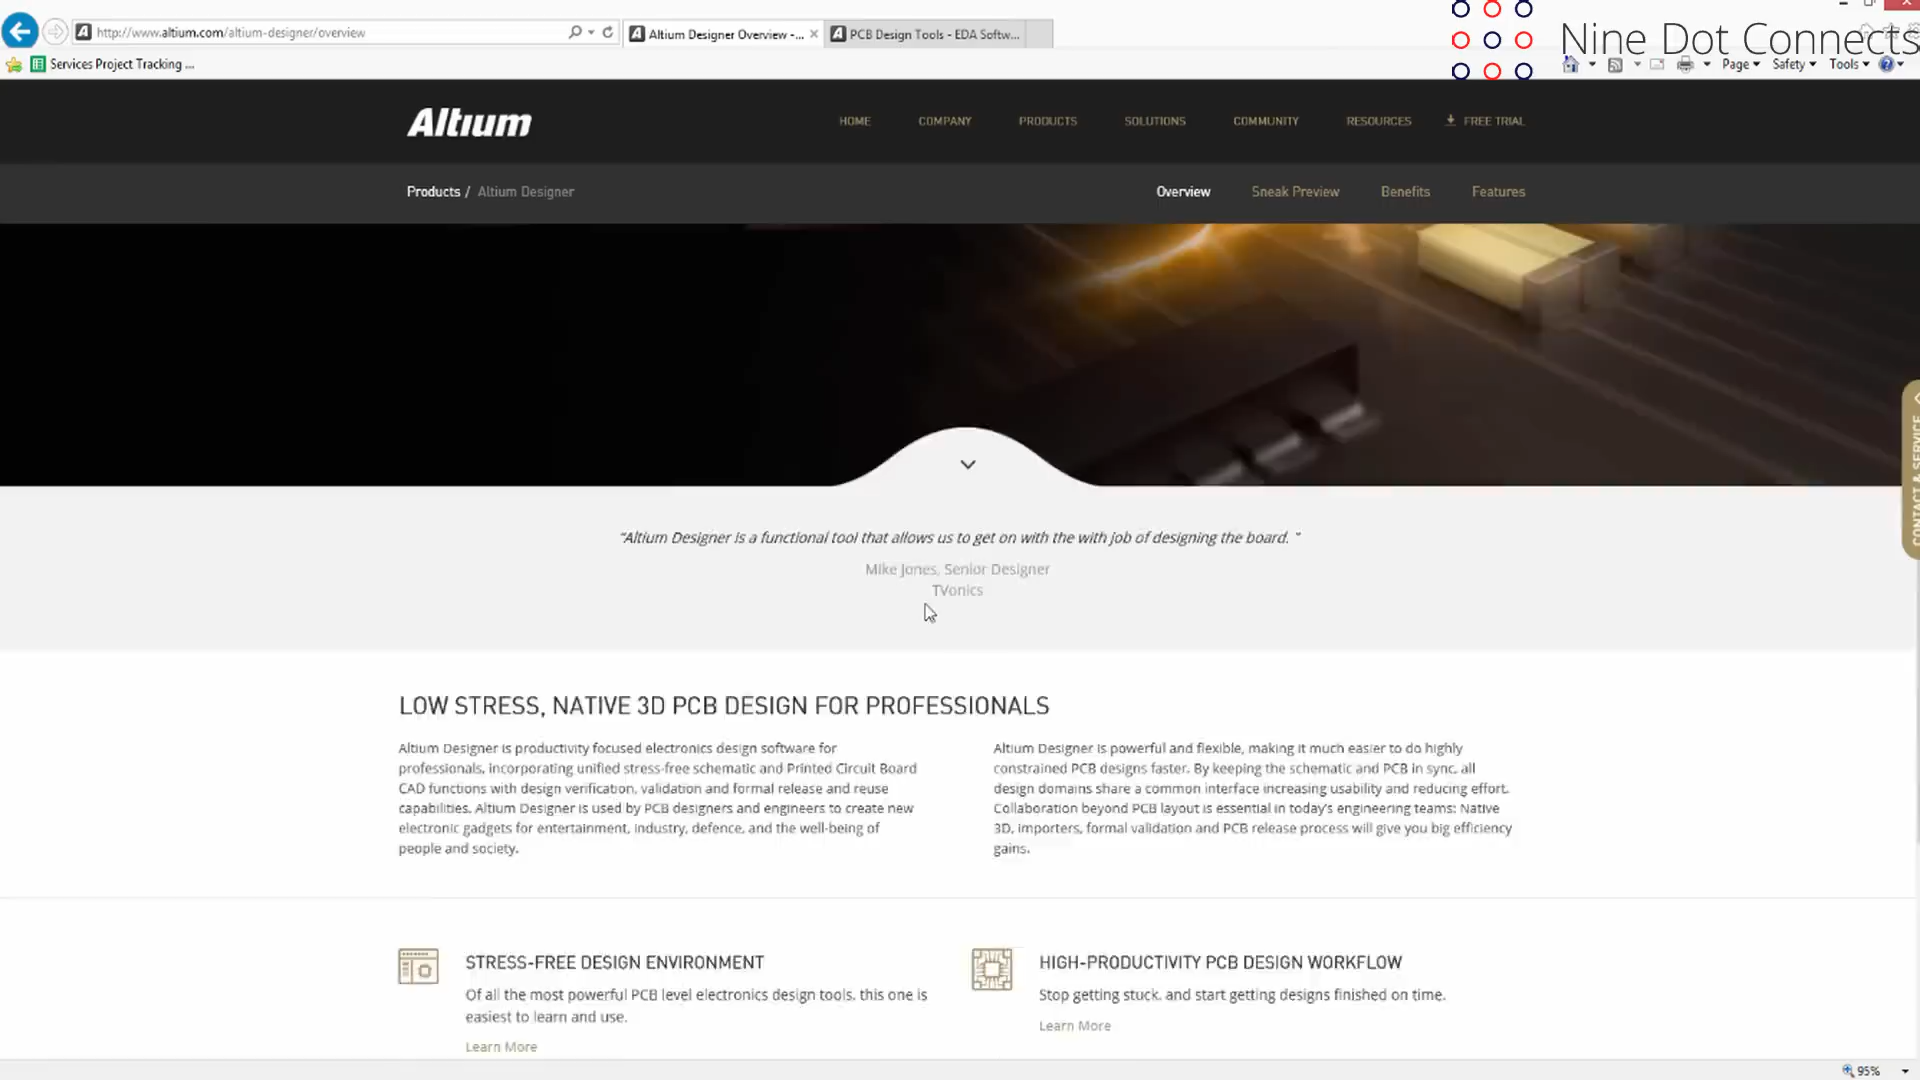 http://www.altium.com/altium-designer/overview
Altium Designer Overview -...
PCB Design Tools - EDA Softw...
Nine Dot Connects
Services Project Tracking ...
Page
Safety
Tools
Altium
HOME
COMPANY
PRODUCTS
SOLUTIONS
COMMUNITY
RESOURCES
FREE TRIAL
Products / Altium Designer
Overview
Sneak Preview
Benefits
Features
CONTACT & SERVICE
"Altium Designer is a functional tool that allows us to get on with the with job of designing the board. "
Mike Jones, Senior Designer
TVonics
LOW STRESS, NATIVE 3D PCB DESIGN FOR PROFESSIONALS
Altium Designer is productivity focused electronics design software for
professionals, incorporating unified stress-free schematic and Printed Circuit Board
CAD functions with design verification, validation and formal release and reuse
capabilities. Altium Designer is used by PCB designers and engineers to create new
electronic gadgets for entertainment, industry, defence, and the well-being of
people and society.
Altium Designer is powerful and flexible, making it much easier to do highly
constrained PCB designs faster. By keeping the schematic and PCB in sync, all
design domains share a common interface increasing usability and reducing effort.
Collaboration beyond PCB layout is essential in today's engineering teams: Native
3D, importers, formal validation and PCB release process will give you big efficiency
gains.
STRESS-FREE DESIGN ENVIRONMENT
Of all the most powerful PCB level electronics design tools, this one is
easiest to learn and use.
Learn More
HIGH-PRODUCTIVITY PCB DESIGN WORKFLOW
Stop getting stuck, and start getting designs finished on time.
Learn More
95%